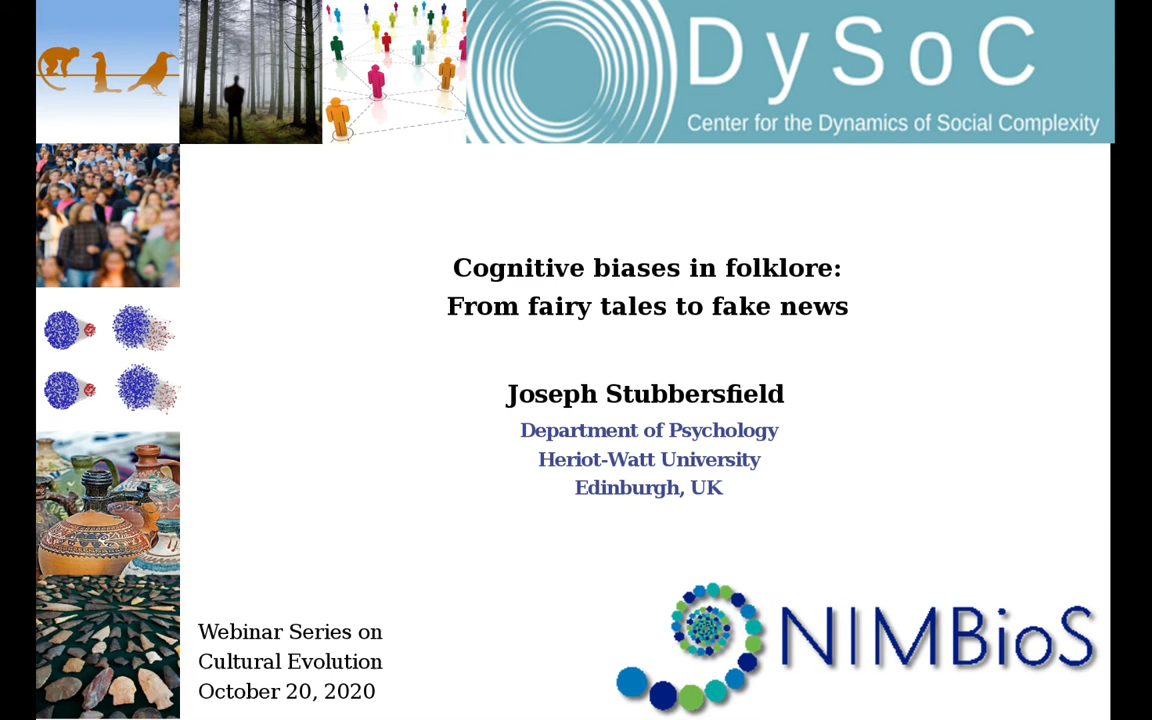 DySoC
Center for the Dynamics of Social Complexity
Cognitive biases in folklore:
From fairy tales to fake news
Joseph Stubbersfield
Department of Psychology
Heriot-Watt University
Edinburgh, UK
Webinar Series on
Cultural Evolution
October 20, 2020
NIMBioS